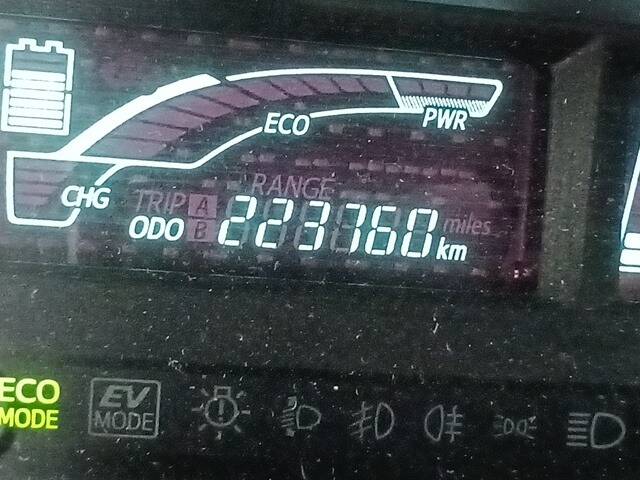 ECO
PWR
CHG
RANGE
TRIP A
ODO B 223760 miles
km
ECO MODE
EV MODE